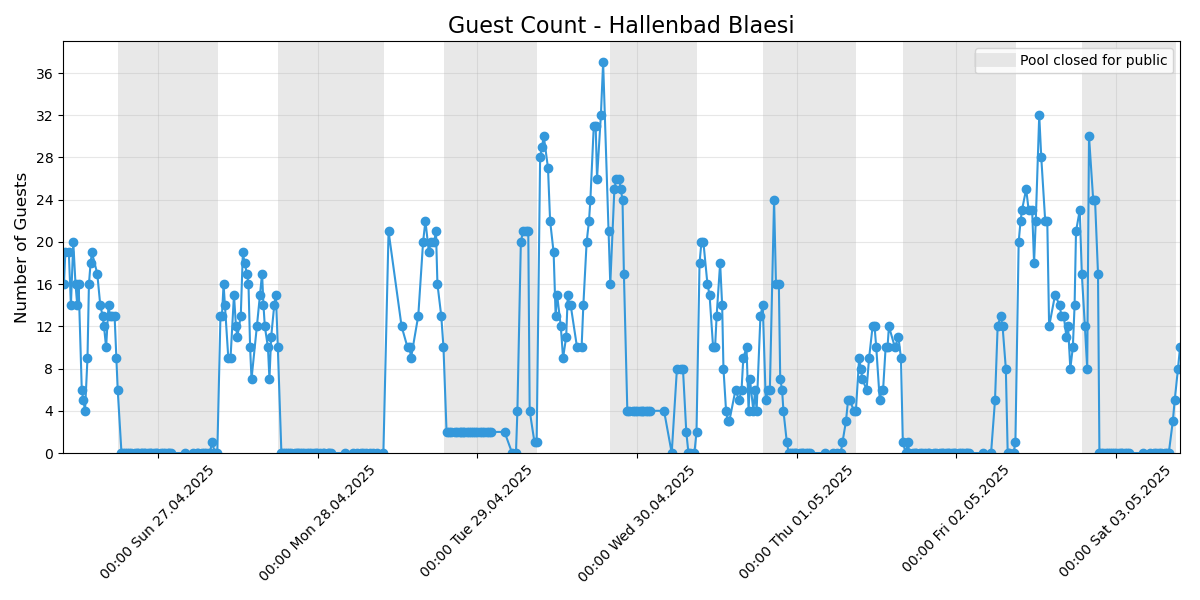 Guest Count - Hallenbad Blaesi
Pool closed for public
Number of Guests
36
32
28
24
20
16
12
8
4
0
00:00 Sun 27.04.2025
00:00 Mon 28.04.2025
00:00 Tue 29.04.2025
00:00 Wed 30.04.2025
00:00 Thu 01.05.2025
00:00 Fri 02.05.2025
00:00 Sat 03.05.2025